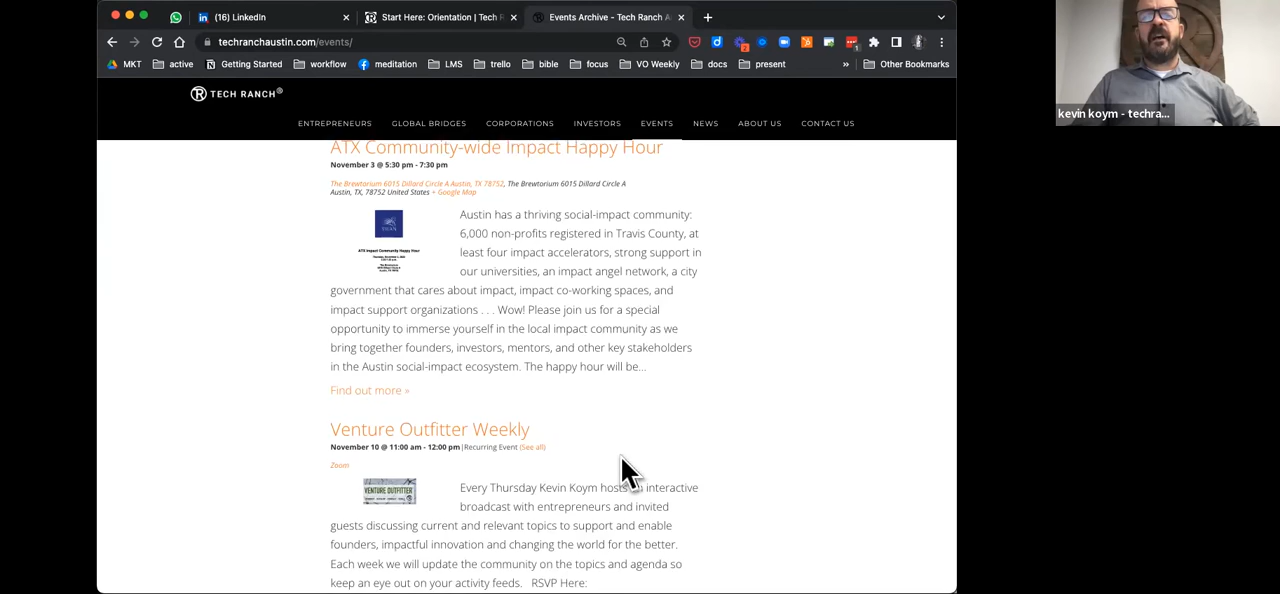 (16) LinkedIn
Start Here: Orientation | Tech R
Events Archive - Tech Ranch A
techranchaustin.com/events/
MKT active Getting Started workflow meditation LMS trello bible focus VO Weekly docs present » Other Bookmarks
TECH RANCH®
ENTREPRENEURS GLOBAL BRIDGES CORPORATIONS INVESTORS EVENTS NEWS ABOUT US CONTACT US
ATX Community-wide Impact Happy Hour
November 3 @ 5:30 pm - 7:30 pm
The Brewtorium 6015 Dillard Circle A Austin, TX 78752, The Brewtorium 6015 Dillard Circle A
Austin, TX, 78752 United States + Google Map
ATX Impact Community Happy Hour
Austin has a thriving social-impact community:
6,000 non-profits registered in Travis County, at
least four impact accelerators, strong support in
our universities, an impact angel network, a city
government that cares about impact, impact co-working spaces, and
impact support organizations . . . Wow! Please join us for a special
opportunity to immerse yourself in the local impact community as we
bring together founders, investors, mentors, and other key stakeholders
in the Austin social-impact ecosystem. The happy hour will be...
Find out more »
Venture Outfitter Weekly
November 10 @ 11:00 am - 12:00 pm|Recurring Event (See all)
Zoom
VENTURE OUTFITTER
Every Thursday Kevin Koym hosts an interactive
broadcast with entrepreneurs and invited
guests discussing current and relevant topics to support and enable
founders, impactful innovation and changing the world for the better.
Each week we will update the community on the topics and agenda so
keep an eye out on your activity feeds. RSVP Here:
kevin koym - techra...